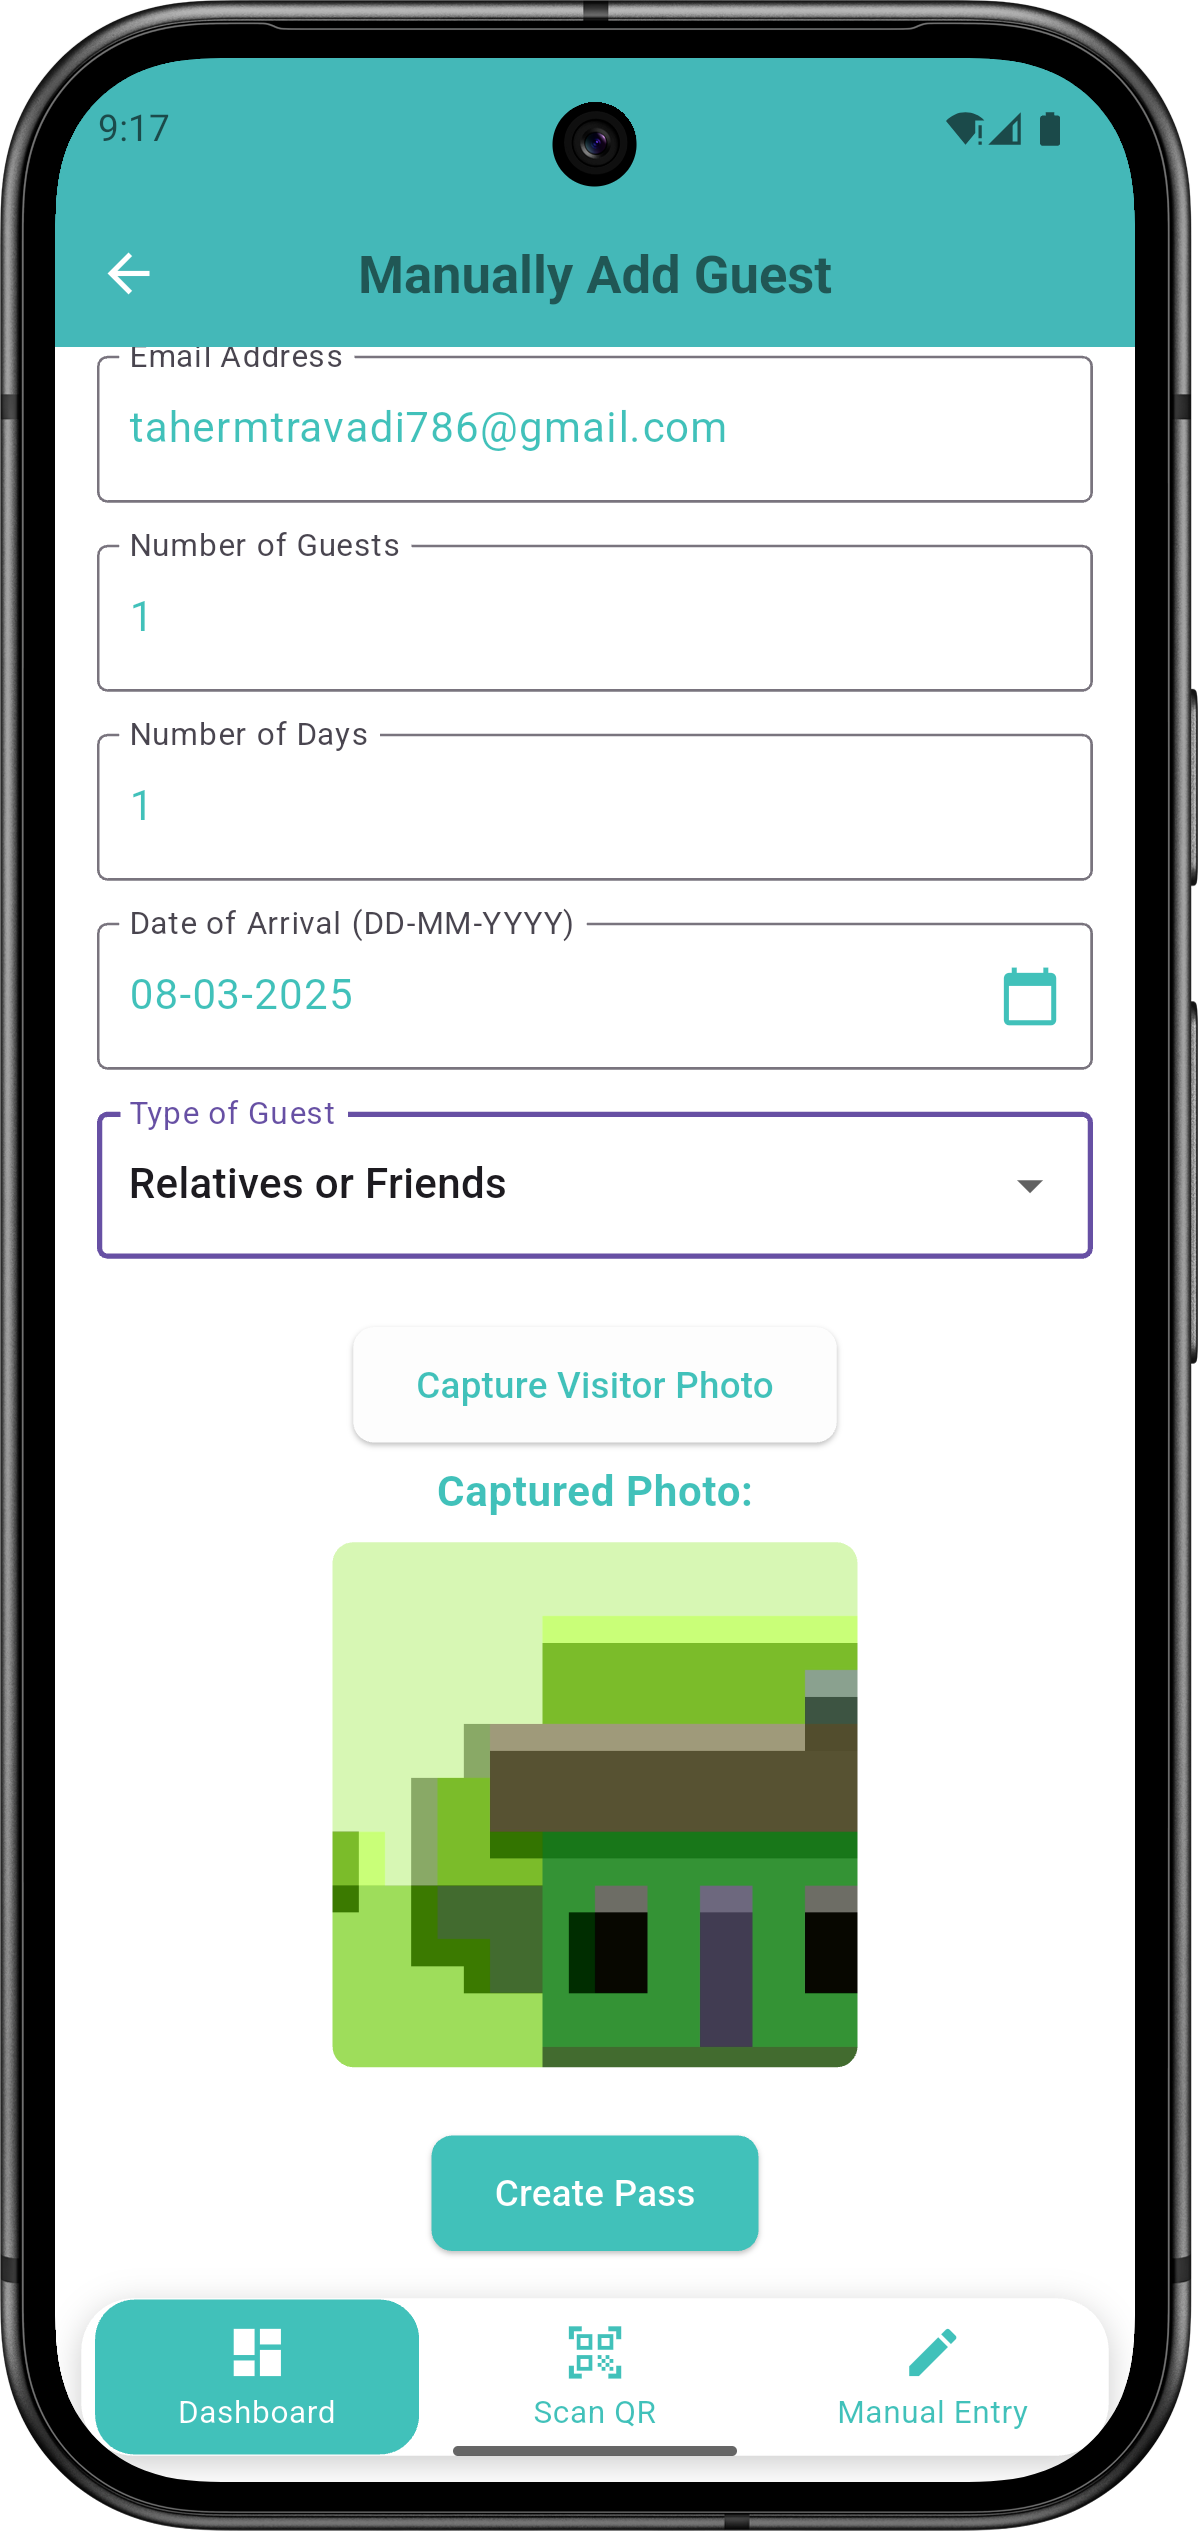 9:17
Manually Add Guest
Email Address
tahermtravadi786@gmail.com
Number of Guests
1
Number of Days
1
Date of Arrival (DD-MM-YYYY)
08-03-2025
Type of Guest
Relatives or Friends
Capture Visitor Photo
Captured Photo:
Create Pass
Dashboard
Scan QR
Manual Entry